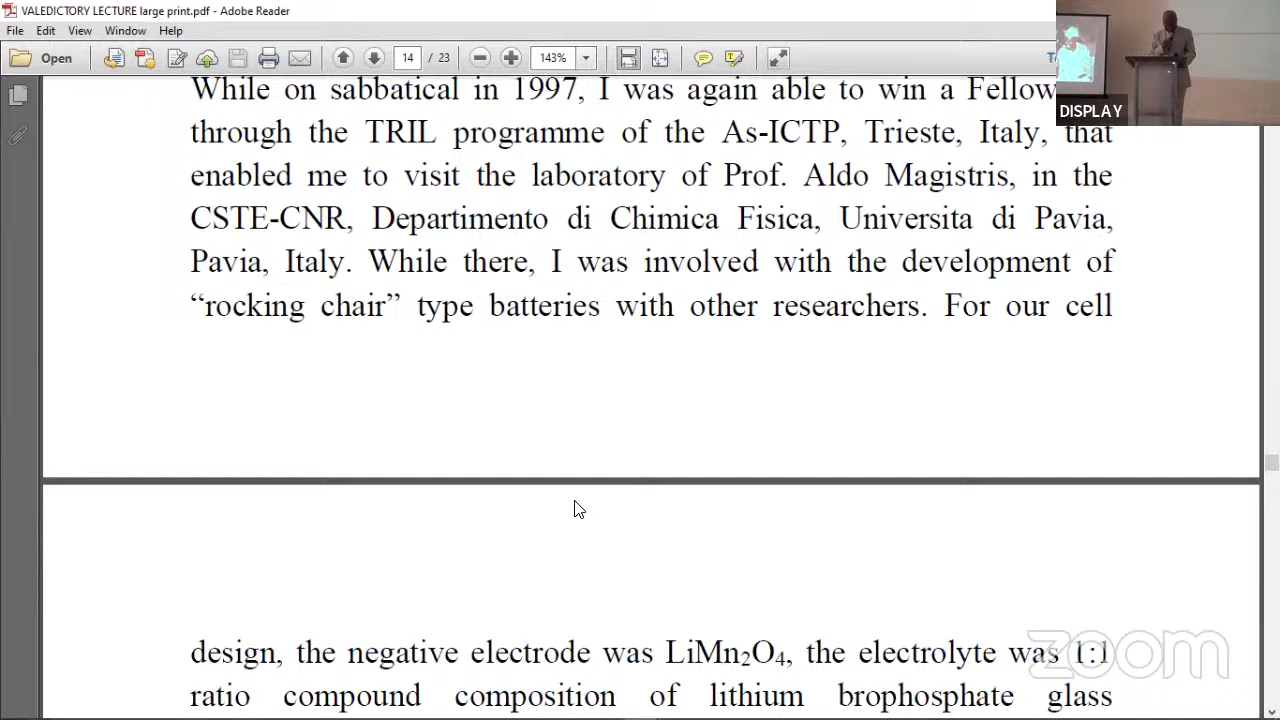 VALEDICTORY LECTURE large print.pdf - Adobe Reader
File Edit View Window Help
Open 14 / 23 143%
DISPLAY
While on sabbatical in 1997, I was again able to win a
through the TRIL programme of the As-ICTP, Trieste, Italy, that
enabled me to visit the laboratory of Prof. Aldo Magistris, in the
CSTE-CNR, Departimento di Chimica Fisica, Universita di Pavia,
Pavia, Italy. While there, I was involved with the development of
“rocking chair” type batteries with other researchers. For our cell
design, the negative electrode was LiMn₂O₄, the electrolyte was 1:1
ratio compound composition of lithium brophosphate glass
zoom